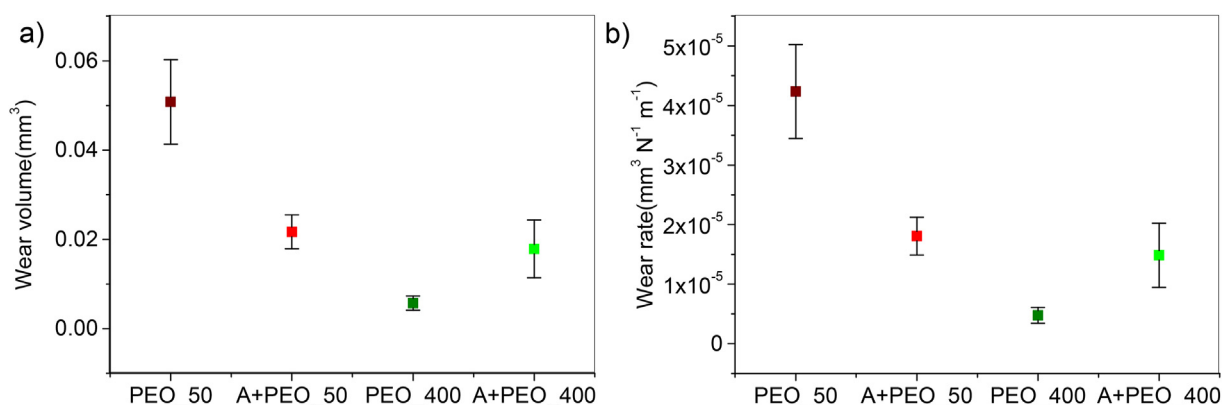 a)
Wear volume(mm³)
0.06
0.04
0.02
0.00
PEO 50 A+PEO 50 PEO 400 A+PEO 400
b)
Wear rate(mm³ N⁻¹ m⁻¹)
5x10⁻⁵
4x10⁻⁵
3x10⁻⁵
2x10⁻⁵
1x10⁻⁵
0
PEO 50 A+PEO 50 PEO 400 A+PEO 400